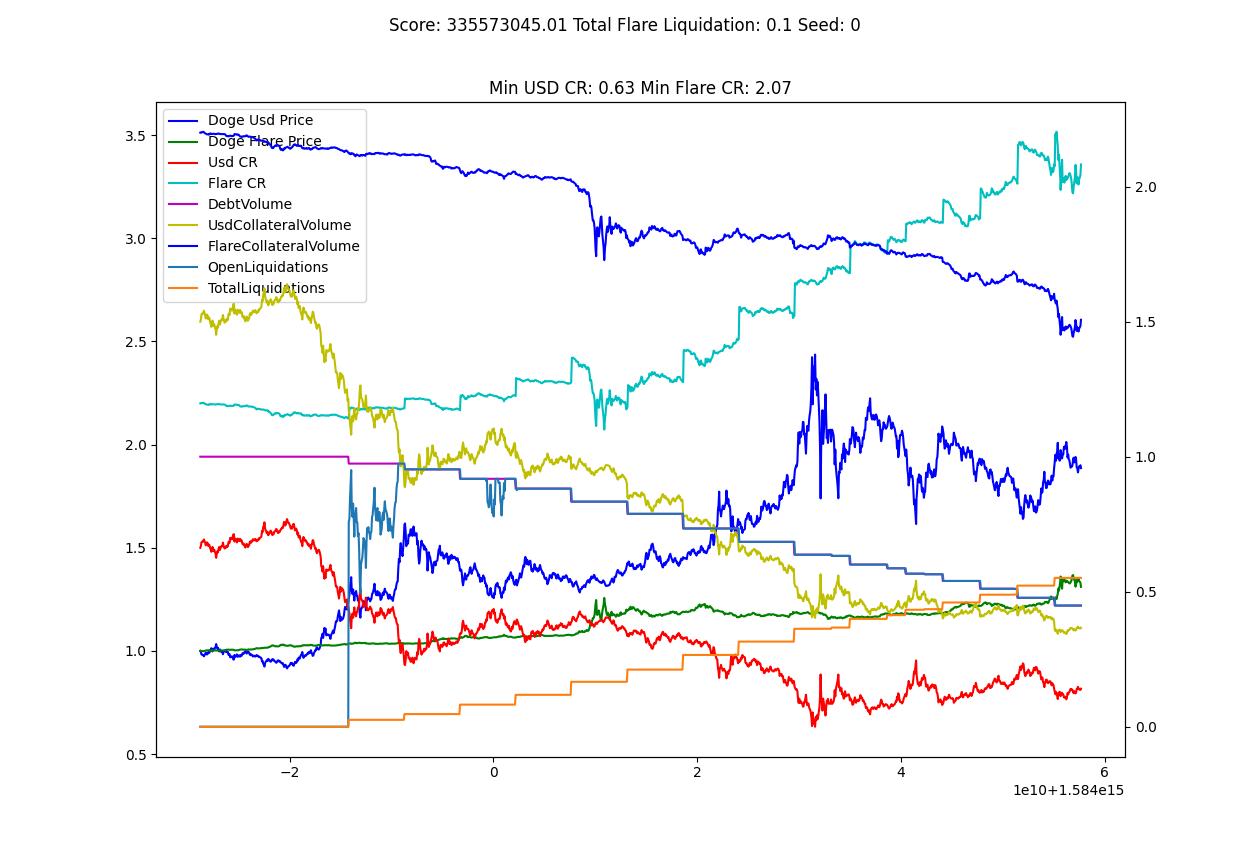 Score: 335573045.01 Total Flare Liquidation: 0.1 Seed: 0
Min USD CR: 0.63 Min Flare CR: 2.07
Doge Usd Price
Doge Flare Price
Usd CR
Flare CR
DebtVolume
UsdCollateralVolume
FlareCollateralVolume
OpenLiquidations
TotalLiquidations
3.5
3.0
2.5
2.0
1.5
1.0
0.5
2.0
1.5
1.0
0.5
0.0
−2
0
2
4
6
1e10+1.584e15